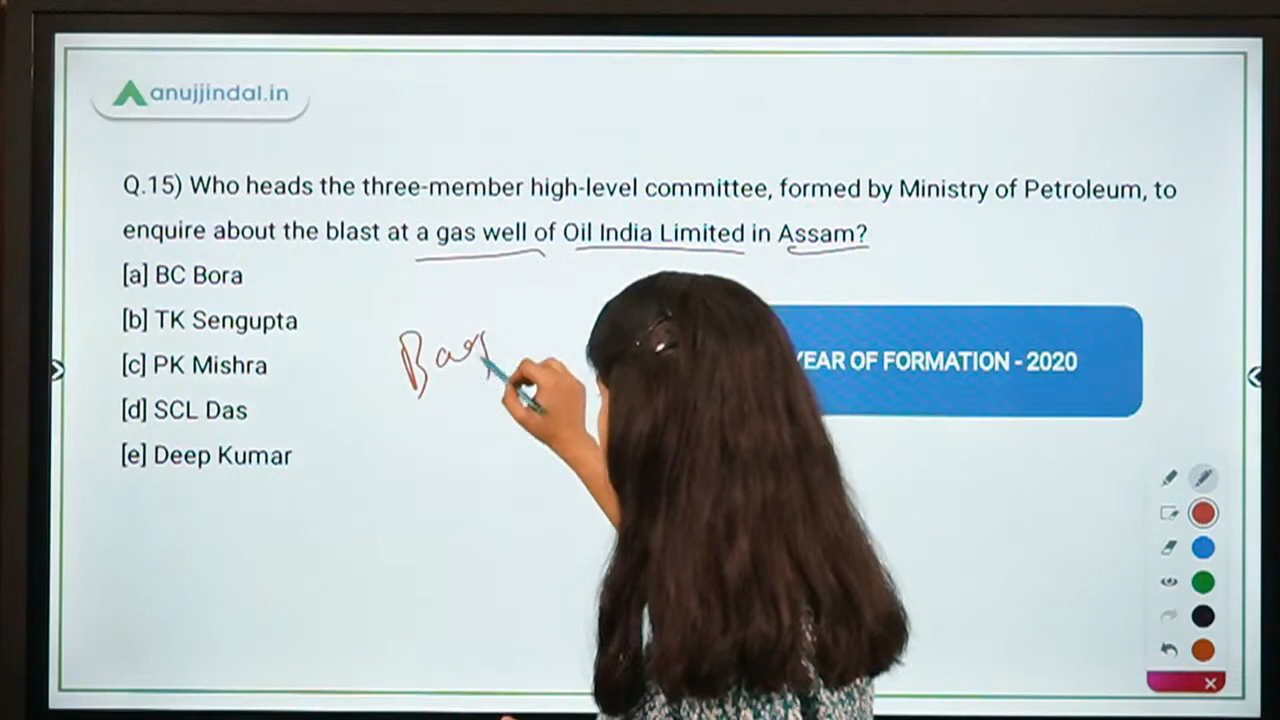 anujjindal.in
Q.15) Who heads the three-member high-level committee, formed by Ministry of Petroleum, to
enquire about the blast at a gas well of Oil India Limited in Assam?
[a] BC Bora
[b] TK Sengupta
[c] PK Mishra
[d] SCL Das
[e] Deep Kumar
EAR OF FORMATION - 2020